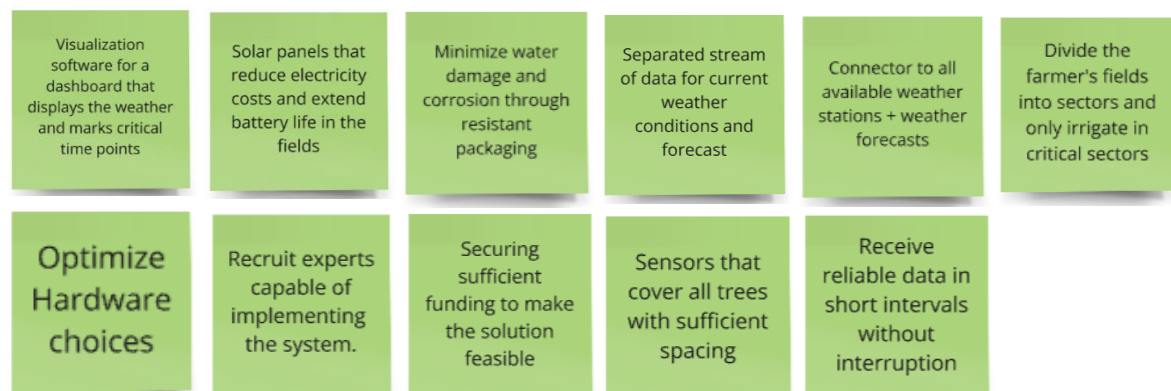 Visualization
software for a
dashboard that
displays the weather
and marks critical
time points
Solar panels that
reduce electricity
costs and extend
battery life in the
fields
Minimize water
damage and
corrosion through
resistant
packaging
Separated stream
of data for current
weather
conditions and
forecast
Connector to all
available weather
stations + weather
forecasts
Divide the
farmer's fields
into sectors and
only irrigate in
critical sectors
Optimize
Hardware
choices
Recruit experts
capable of
implementing
the system.
Securing
sufficient
funding to make
the solution
feasible
Sensors that
cover all trees
with sufficient
spacing
Receive
reliable data in
short intervals
without
interruption